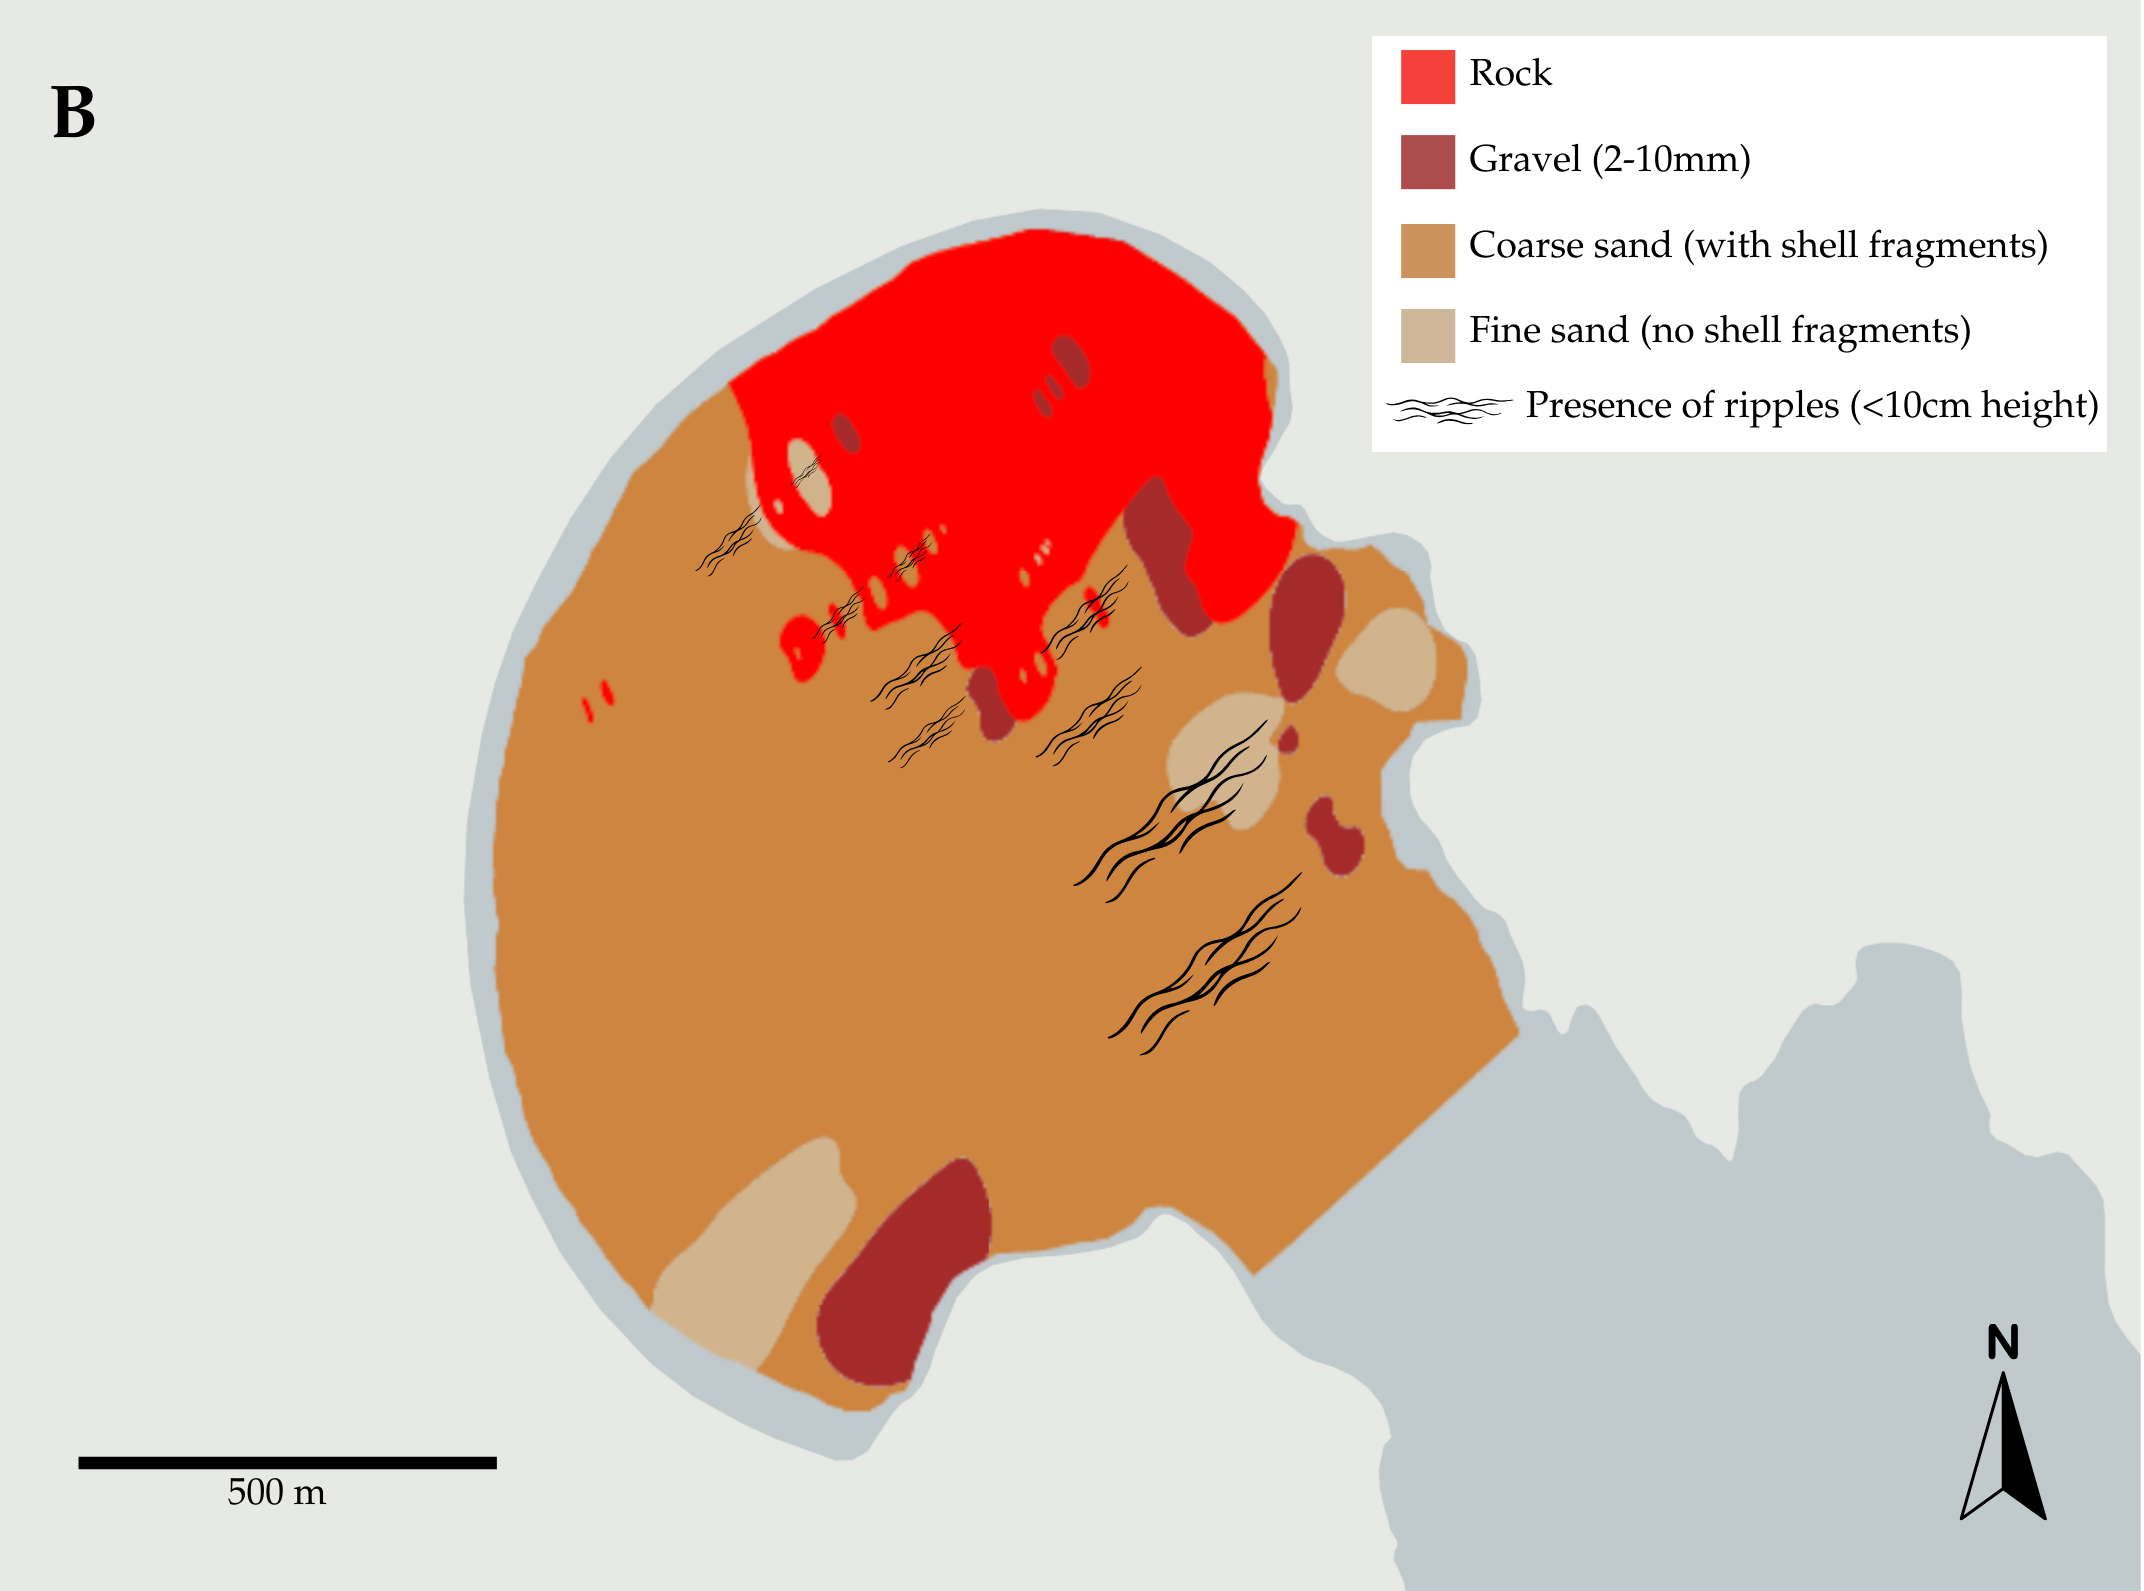 B
Rock
Gravel (2-10mm)
Coarse sand (with shell fragments)
Fine sand (no shell fragments)
Presence of ripples (<10cm height)
N
500 m